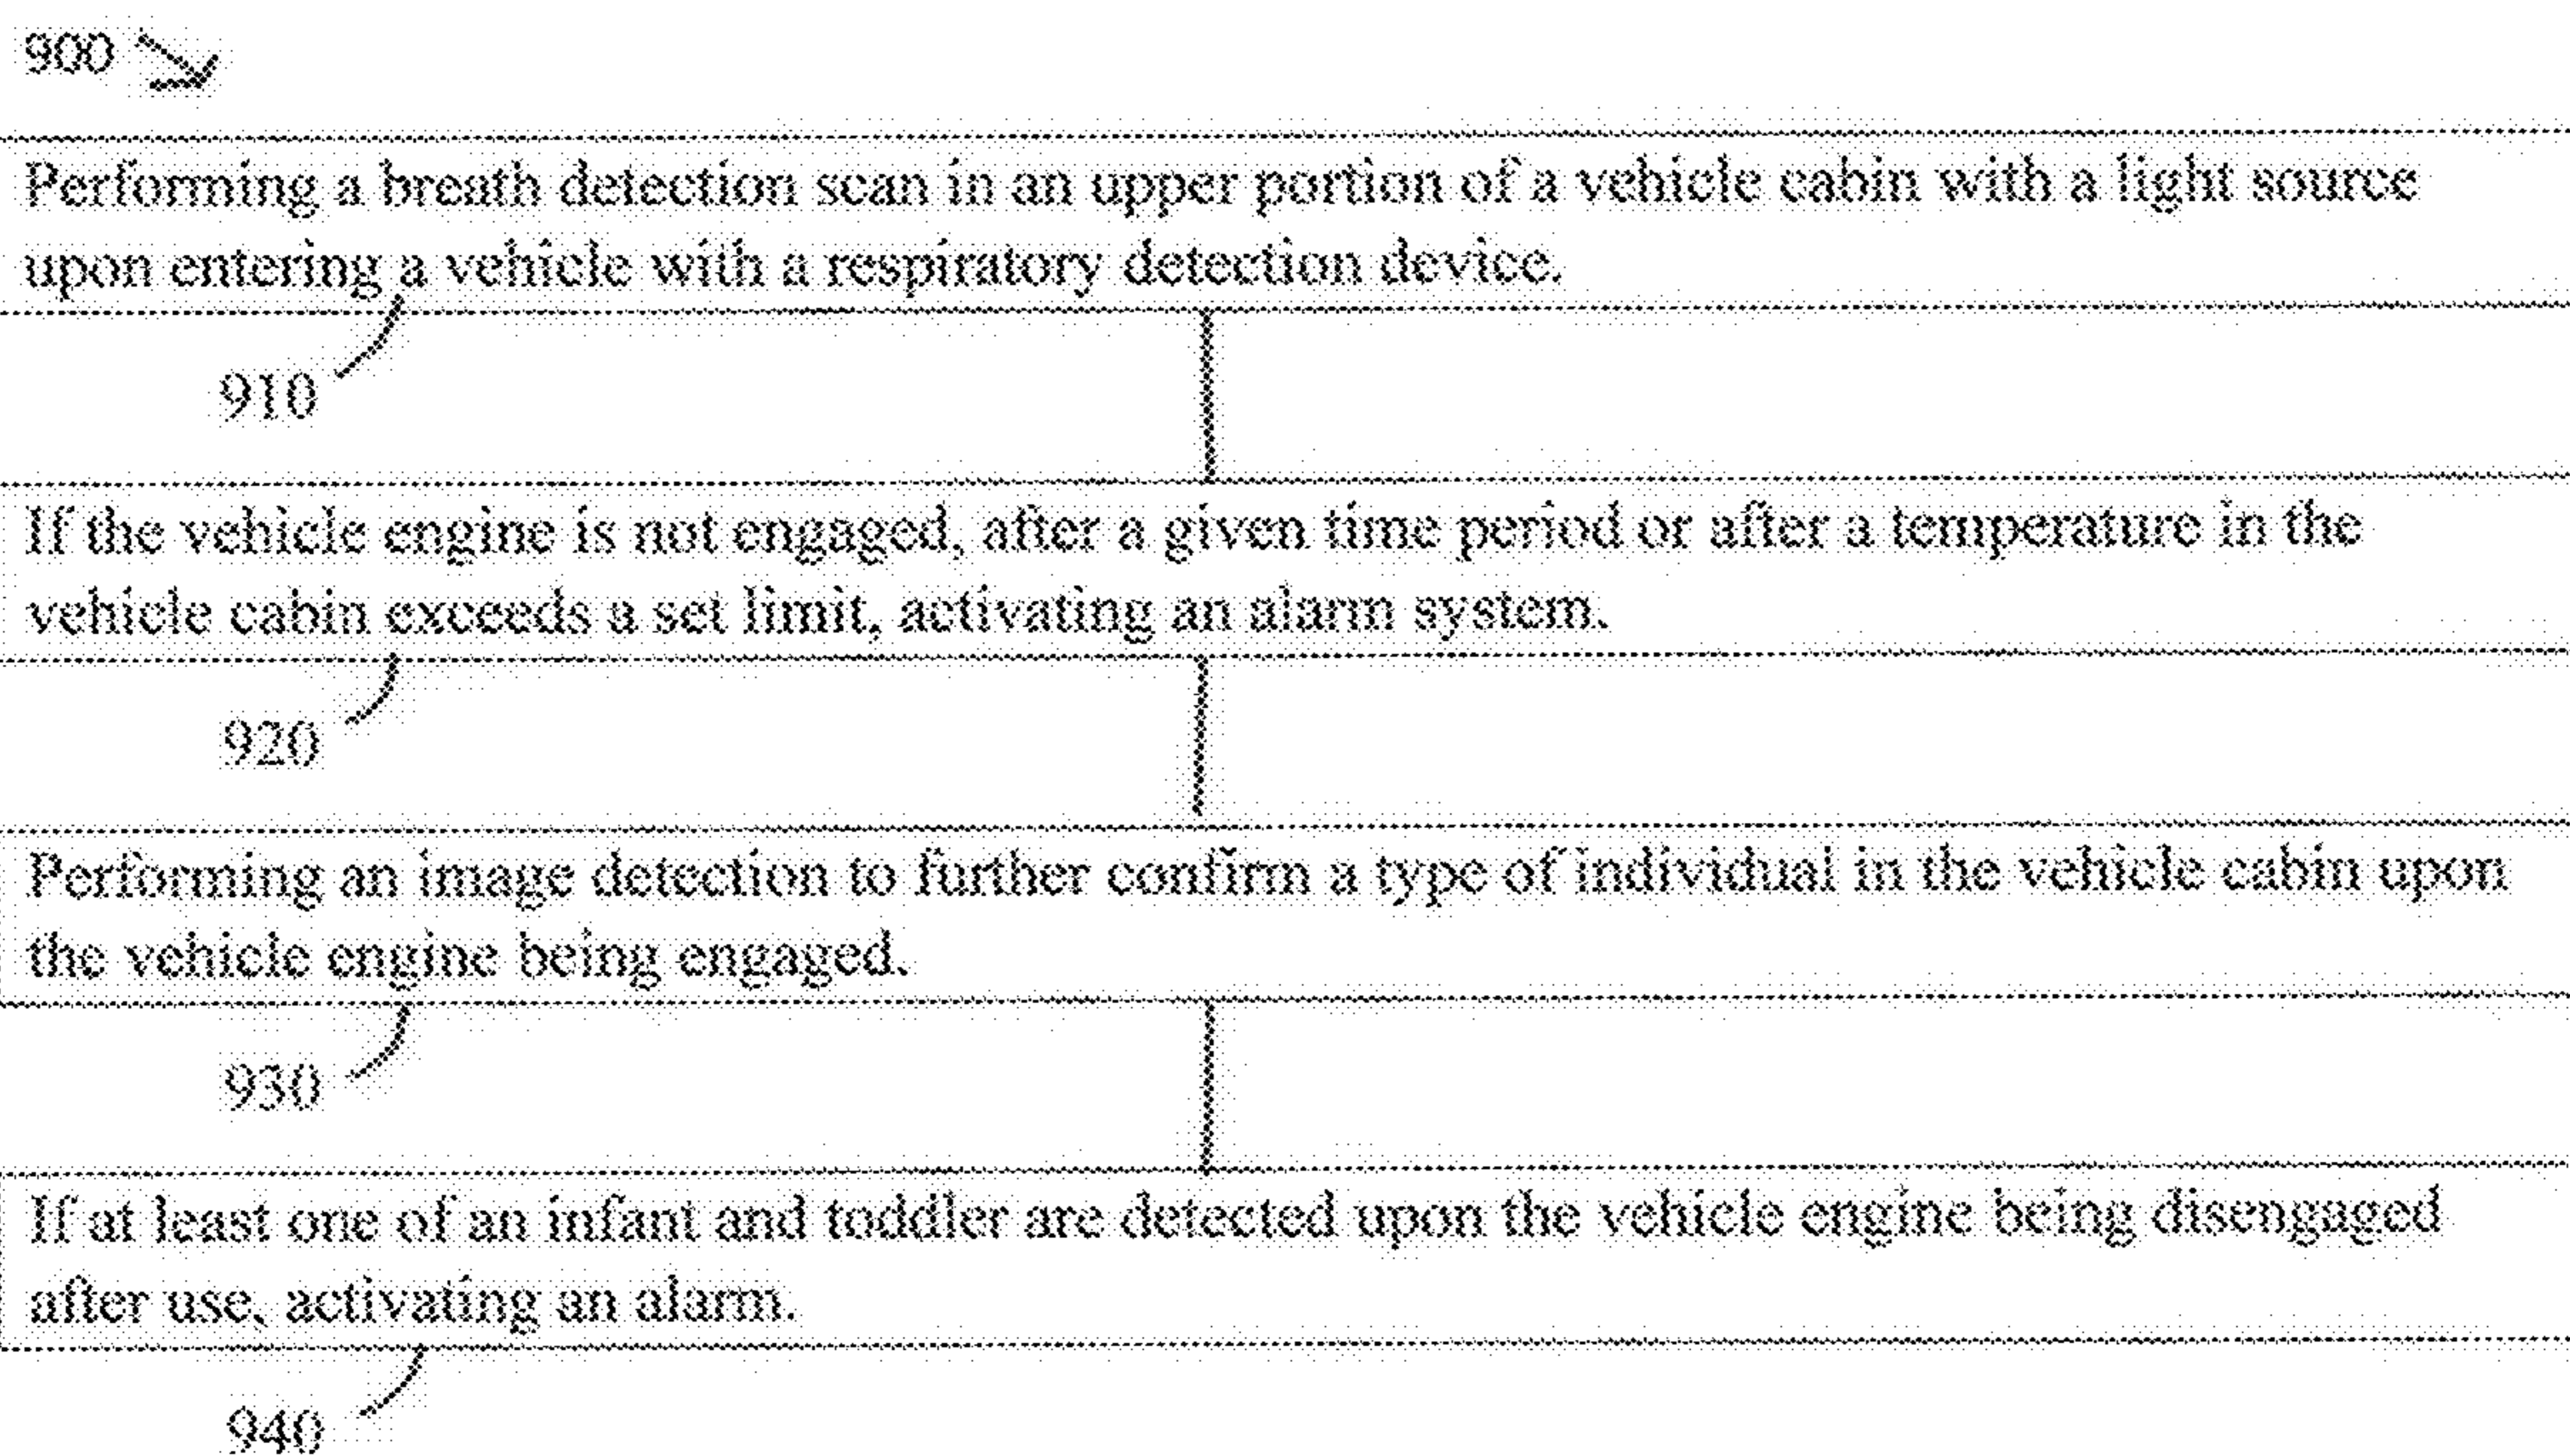 900
Performing a breath detection scan in an upper portion of a vehicle cabin with a light source
upon entering a vehicle with a respiratory detection device.
910
If the vehicle engine is not engaged, after a given time period or after a temperature in the
vehicle cabin exceeds a set limit, activating an alarm system.
920
Performing an image detection to further confirm a type of individual in the vehicle cabin upon
the vehicle engine being engaged.
930
If at least one of an infant and toddler are detected upon the vehicle engine being disengaged
after use, activating an alarm.
940